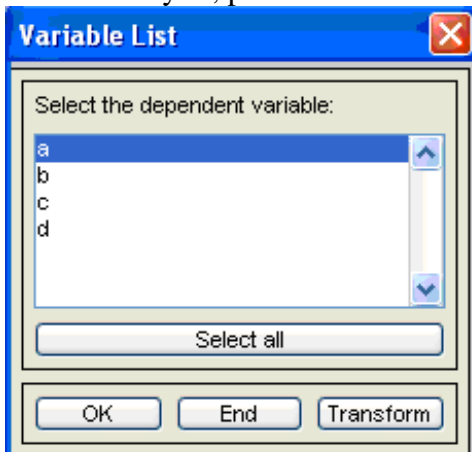 Variable List
Select the dependent variable:
a
b
c
d
Select all
OK End Transform